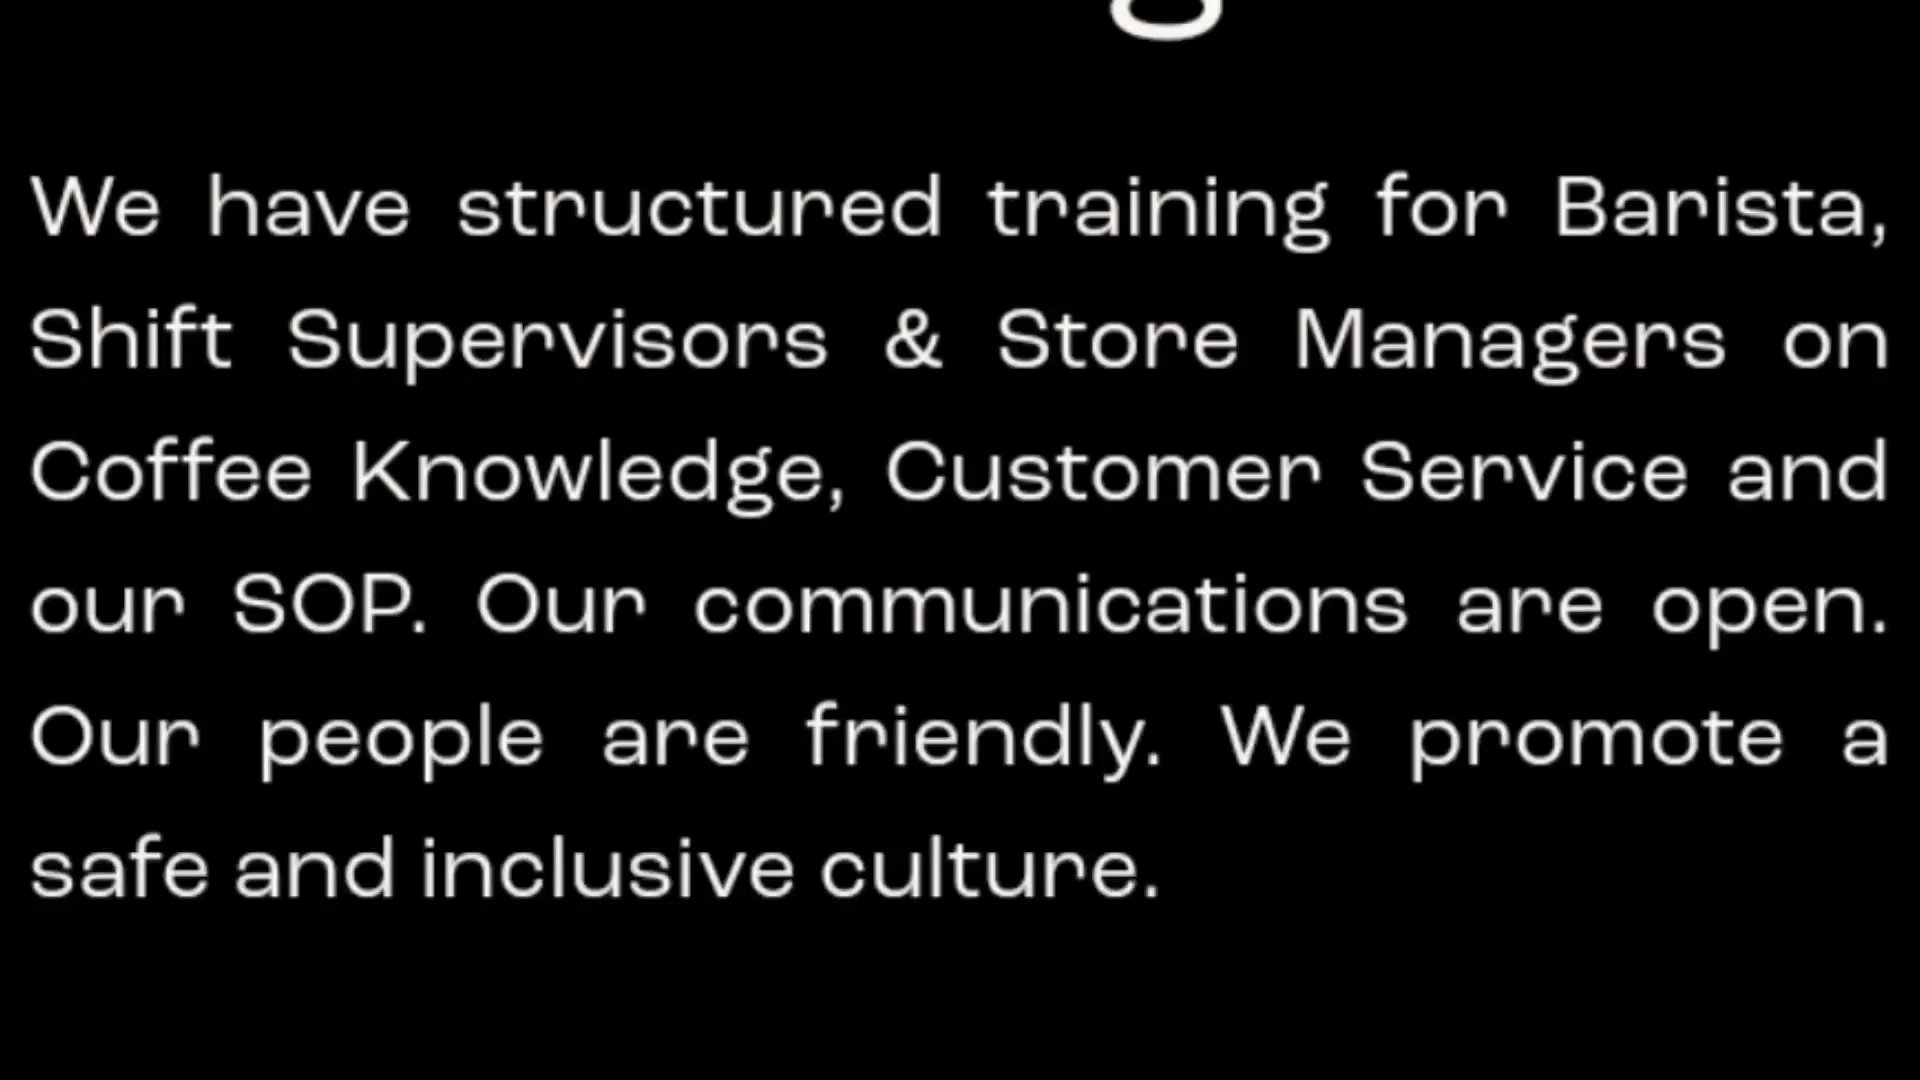 We have structured training for Barista,
Shift Supervisors & Store Managers on
Coffee Knowledge, Customer Service and
our SOP. Our communications are open.
Our people are friendly. We promote a
safe and inclusive culture.